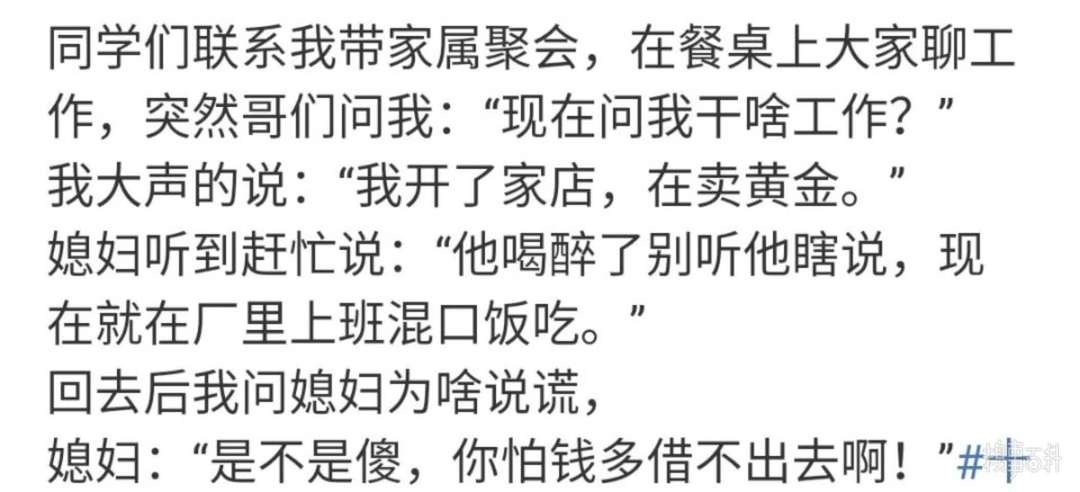 同学们联系我带家属聚会，在餐桌上大家聊工
作，突然哥们问我：“现在问我干啥工作？”
我大声的说：“我开了家店，在卖黄金。”
媳妇听到赶忙说：“他喝醉了别听他瞎说，现
在就在厂里上班混口饭吃。”
回去后我问媳妇为啥说谎，
媳妇：“是不是傻，你怕钱多借不出去啊！”#十